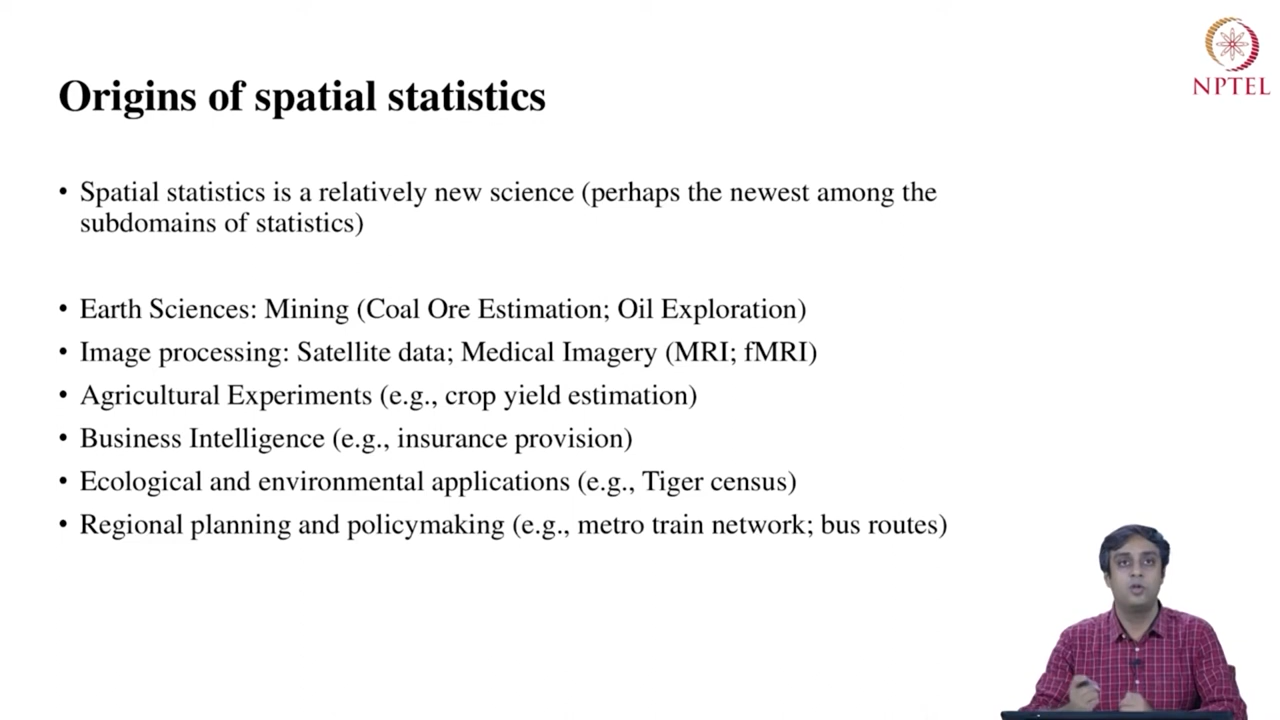 NPTEL
Origins of spatial statistics
• Spatial statistics is a relatively new science (perhaps the newest among the
subdomains of statistics)
• Earth Sciences: Mining (Coal Ore Estimation; Oil Exploration)
• Image processing: Satellite data; Medical Imagery (MRI; fMRI)
• Agricultural Experiments (e.g., crop yield estimation)
• Business Intelligence (e.g., insurance provision)
• Ecological and environmental applications (e.g., Tiger census)
• Regional planning and policymaking (e.g., metro train network; bus routes)